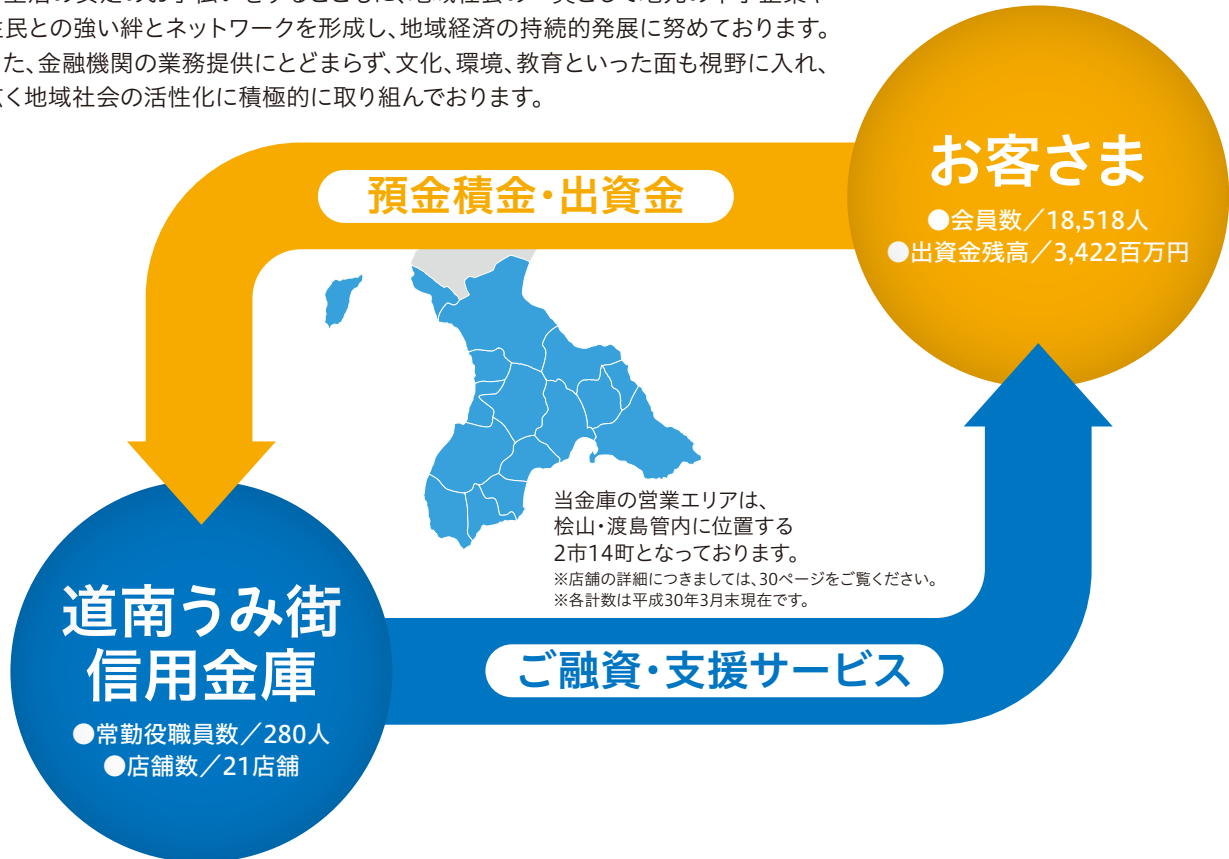 住民との強い絆とネットワークを形成し、地域経済の持続的発展に努めております。
た、金融機関の業務提供にとどまらず、文化、環境、教育といった面も視野に入れ、
広く地域社会の活性化に積極的に取り組んでおります。
お客さま
●会員数／18,518人
●出資金残高／3,422百万円
預金積金・出資金
当金庫の営業エリアは、
桧山・渡島管内に位置する
2市14町となっております。
※店舗の詳細につきましては、30ページをご覧ください。
※各計数は平成30年3月末現在です。
道南うみ街
信用金庫
●常勤役職員数／280人
●店舗数／21店舗
ご融資・支援サービス